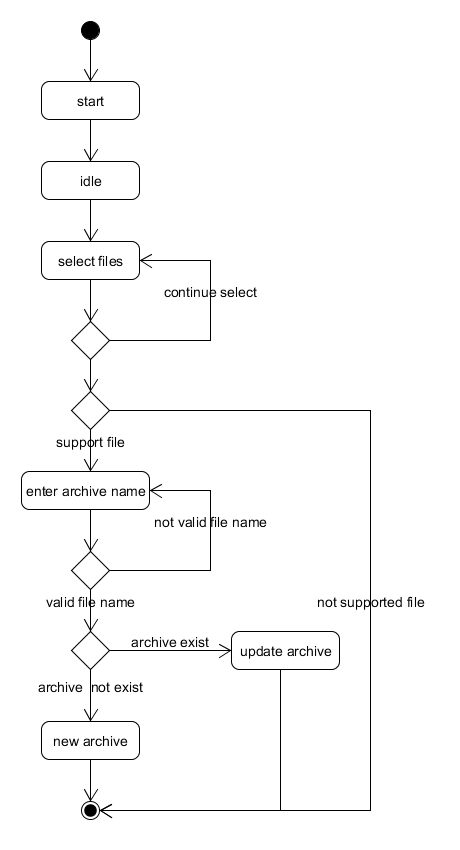 start
idle
select files
continue select
support file
enter archive name
not valid file name
valid file name
not supported file
archive exist
update archive
archive not exist
new archive